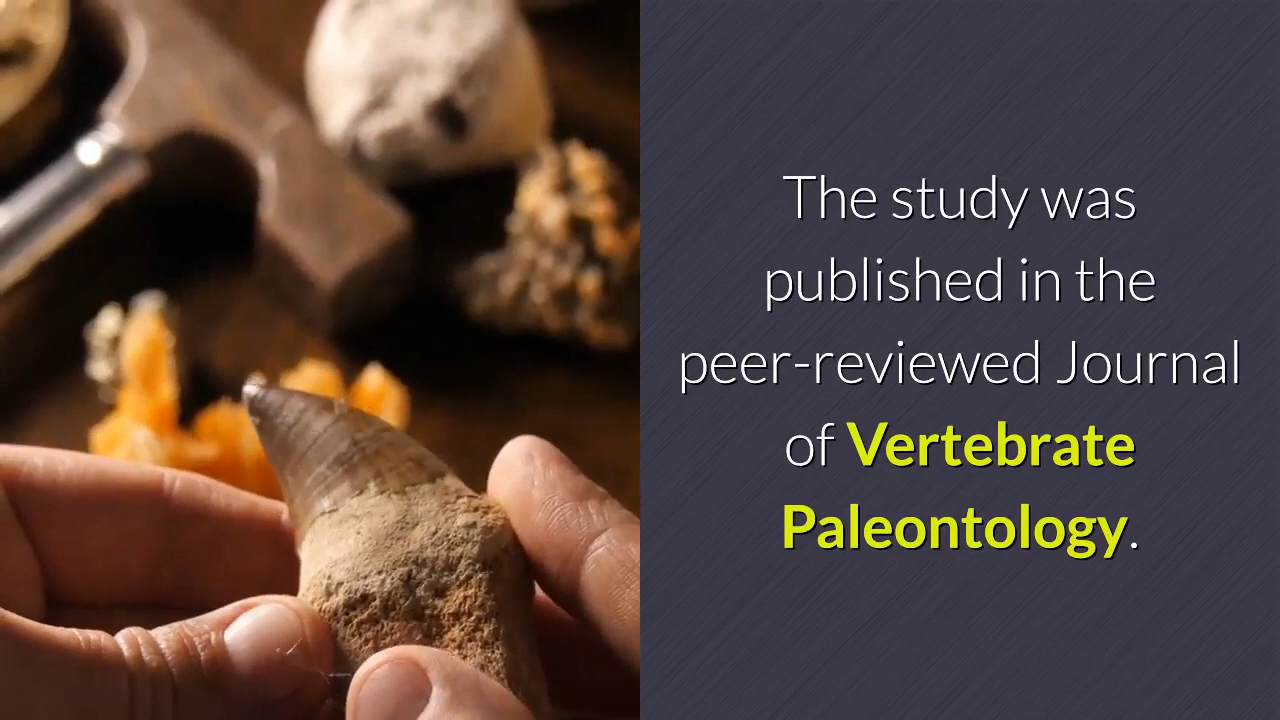 The study was
published in the
peer-reviewed Journal
of Vertebrate
Paleontology.